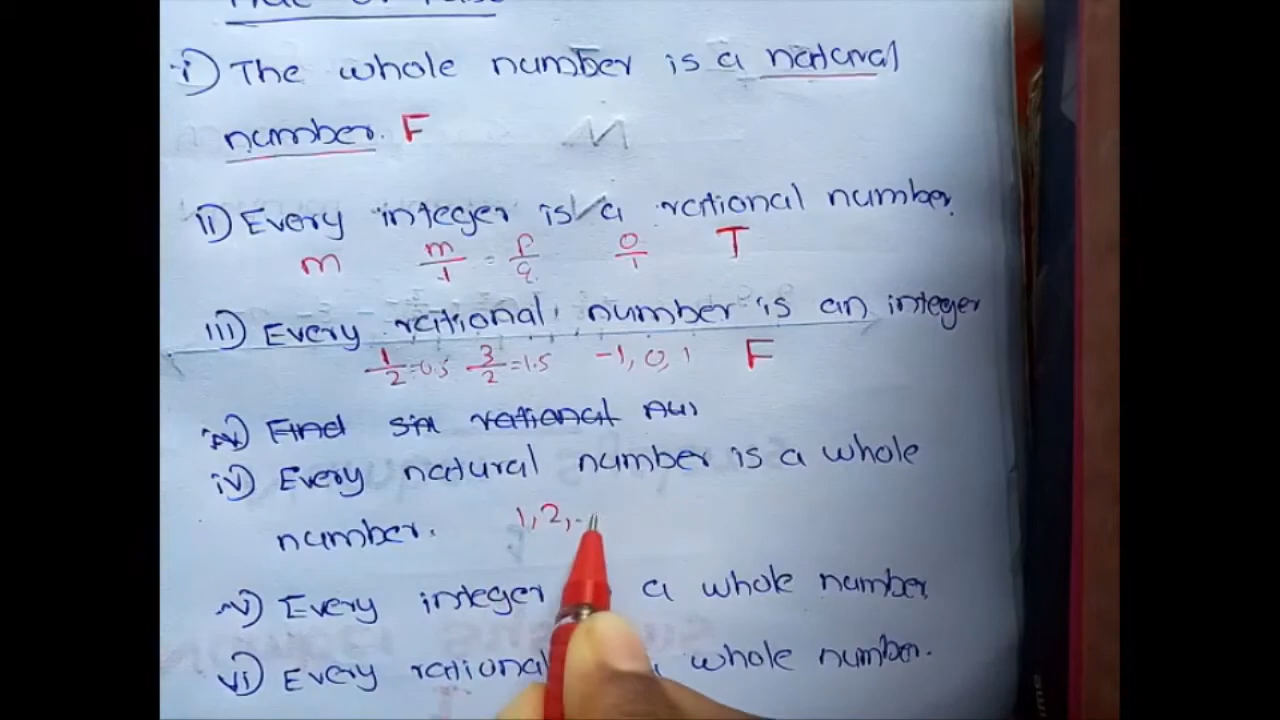 i) The whole number is a natural
number. F
ii) Every integer is a rational number.
m m/1 = p/q 0/1 T
iii) Every rational number is an integer
1/2 = 0.5 3/2 = 1.5 -1, 0, 1 F
iv) Find six rational nu
iv) Every natural number is a whole
number. 1, 2, -
v) Every integer a whole number
vi) Every rational whole number.